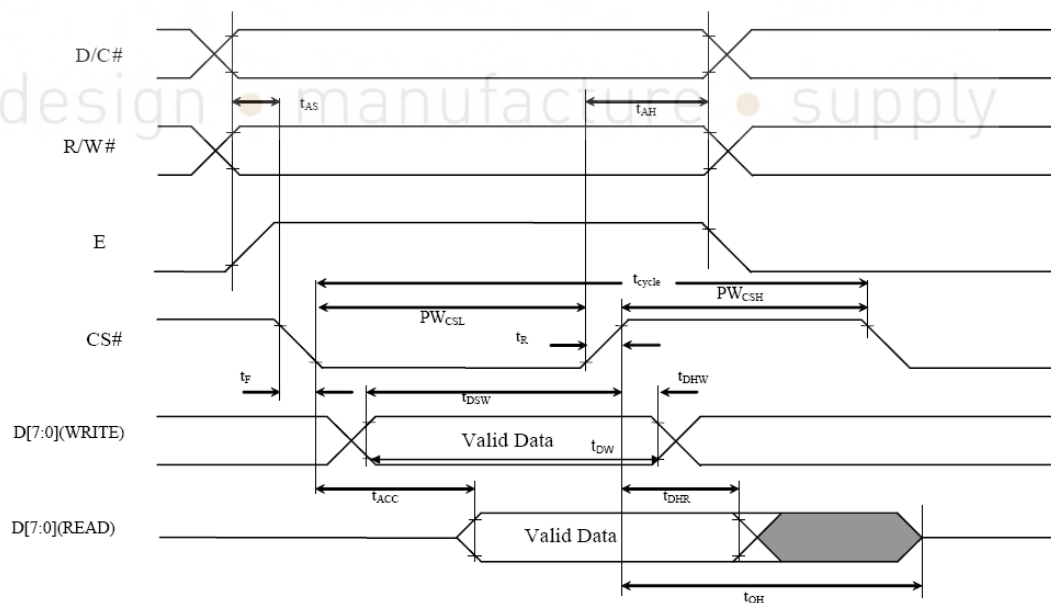 D/C#
design • manufacture • supply
tAS
tAH
R/W#
E
tcycle
PWCSL
PWCSH
CS#
tR
tF
tDSW
tDHW
D[7:0](WRITE)
Valid Data
tDW
tACC
tDHR
D[7:0](READ)
Valid Data
tOH